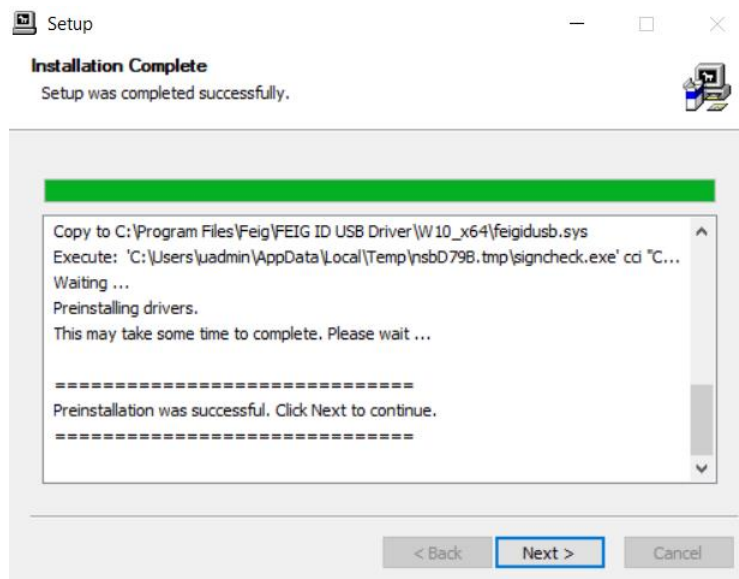 Setup
Installation Complete
Setup was completed successfully.
Copy to C:\Program Files\Feig\FEIG ID USB Driver\W10_x64\feigidusb.sys
Execute: 'C:\Users\uadmin\AppData\Local\Temp\nsbD79B.tmp\signcheck.exe' cci "C...
Waiting ...
Preinstalling drivers.
This may take some time to complete. Please wait ...
==============================
Preinstallation was successful. Click Next to continue.
==============================
< Back
Next >
Cancel